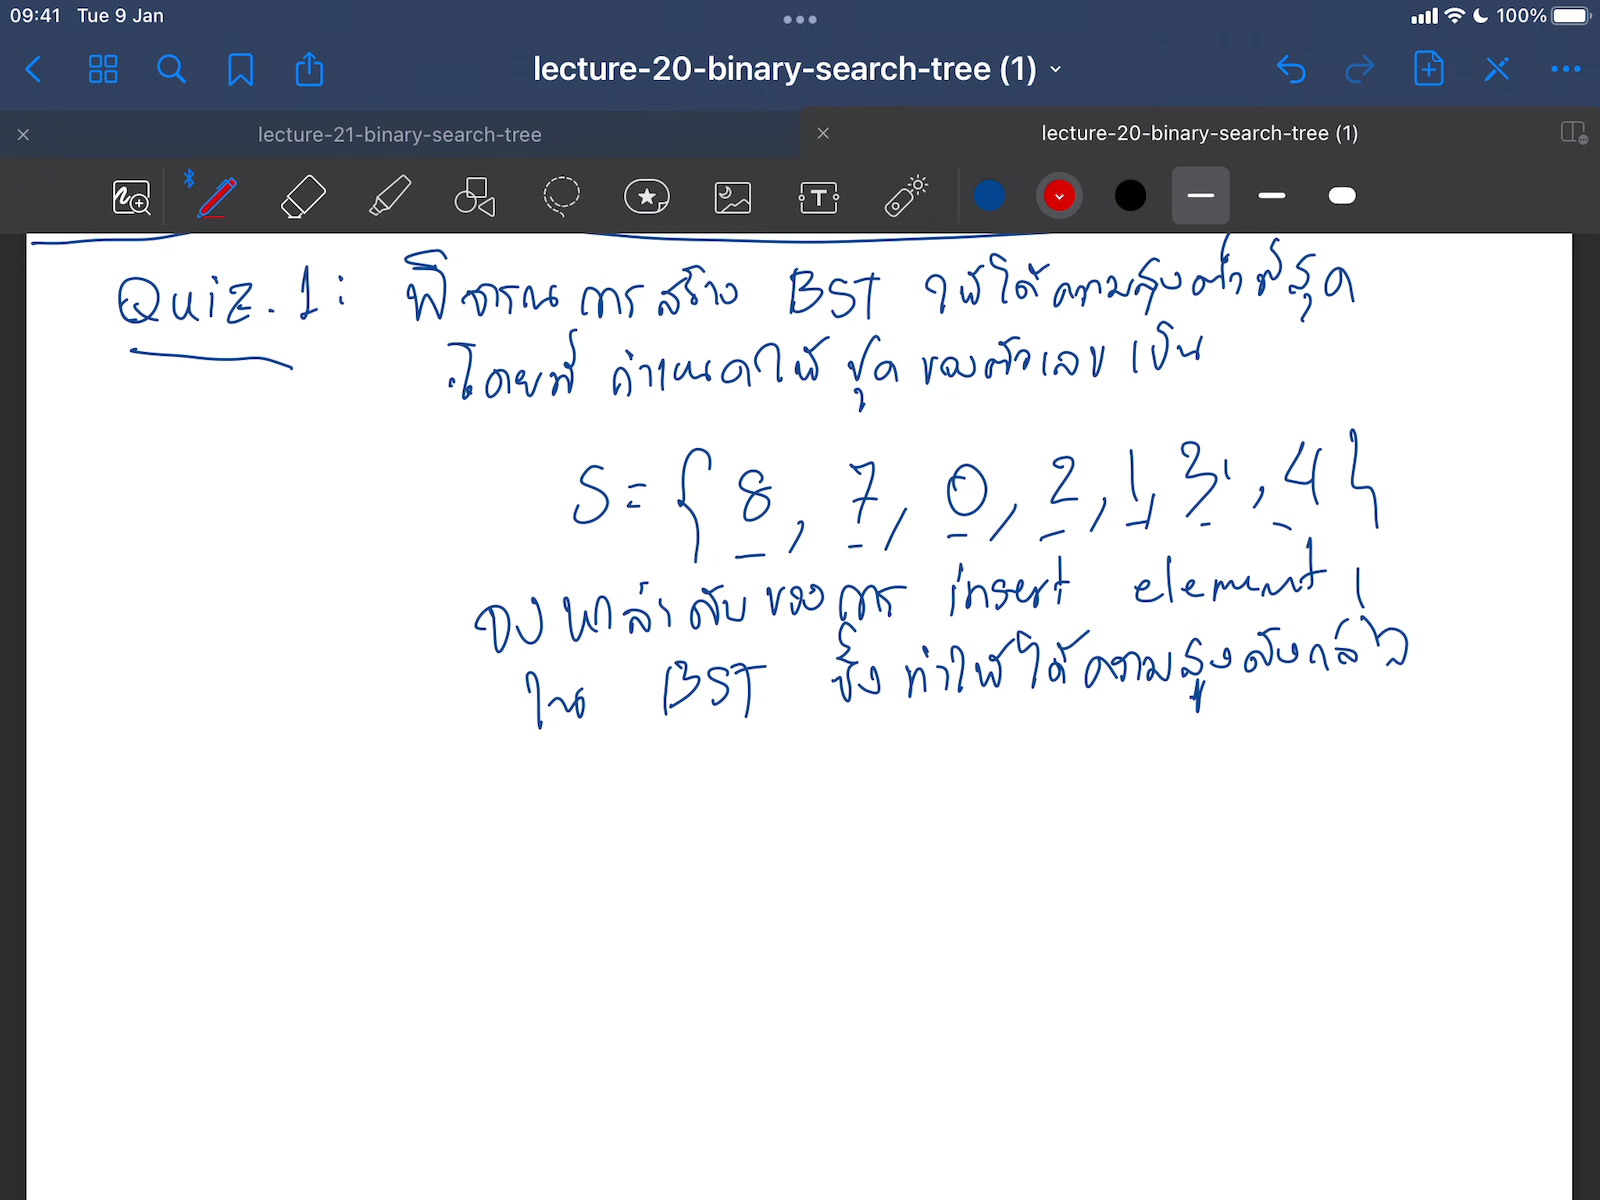 09:41 Tue 9 Jan 100%
lecture-20-binary-search-tree (1)
lecture-21-binary-search-tree lecture-20-binary-search-tree (1)
Quiz.1: พิจารณาการสร้าง BST ให้ได้ความสูงต่ำที่สุด
โดยที่ กำหนดให้ ชุดของตัวเลข เป็น
S = { 8, 7, 0, 2, 1, 3, 4 }
จงหาลำดับของการ insert element
ใน BST ซึ่งทำให้ได้ความสูงดังกล่าว